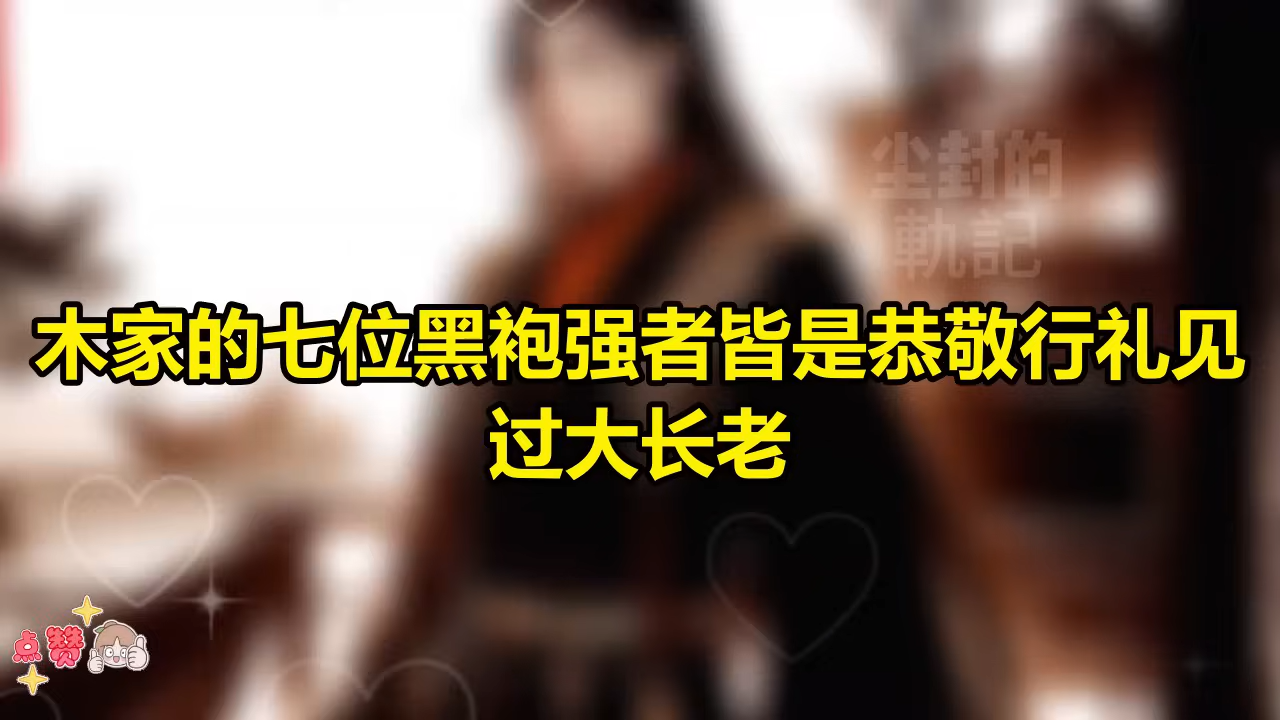 尘封的
軌記
木家的七位黑袍强者皆是恭敬行礼见
过大长老
点赞